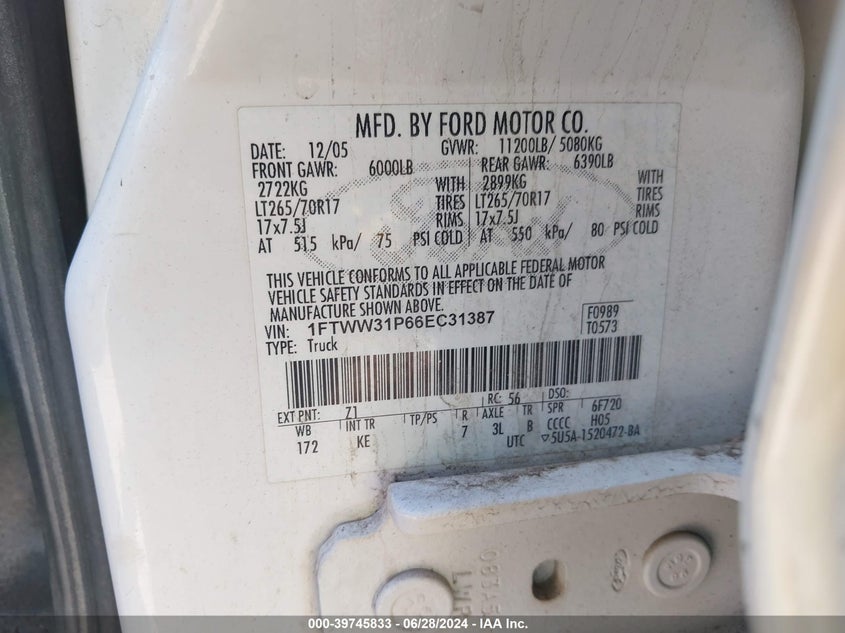 MFD. BY FORD MOTOR CO.
DATE: 12/05 GVWR: 11200LB/ 5080KG
FRONT GAWR: 6000LB REAR GAWR: 6390LB
2722KG WITH 2899KG WITH
LT265/70R17 TIRES LT265/70R17 TIRES
17x7.5J RIMS 17x7.5J RIMS
AT 515 kPa/ 75 PSI COLD AT 550 kPa/ 80 PSI COLD
THIS VEHICLE CONFORMS TO ALL APPLICABLE FEDERAL MOTOR
VEHICLE SAFETY STANDARDS IN EFFECT ON THE DATE OF
MANUFACTURE SHOWN ABOVE.
VIN: 1FTWW31P66EC31387 F0989
TYPE: Truck T0573
EXT PNT: Z1 RC: 56 DSO:
WB INT TR TP/PS R AXLE TR SPR 6F720
172 KE 7 3L B CCCC H05
UTC ▽5U5A-1520472-BA
Ford
000-39745833 - 06/28/2024 - IAA Inc.